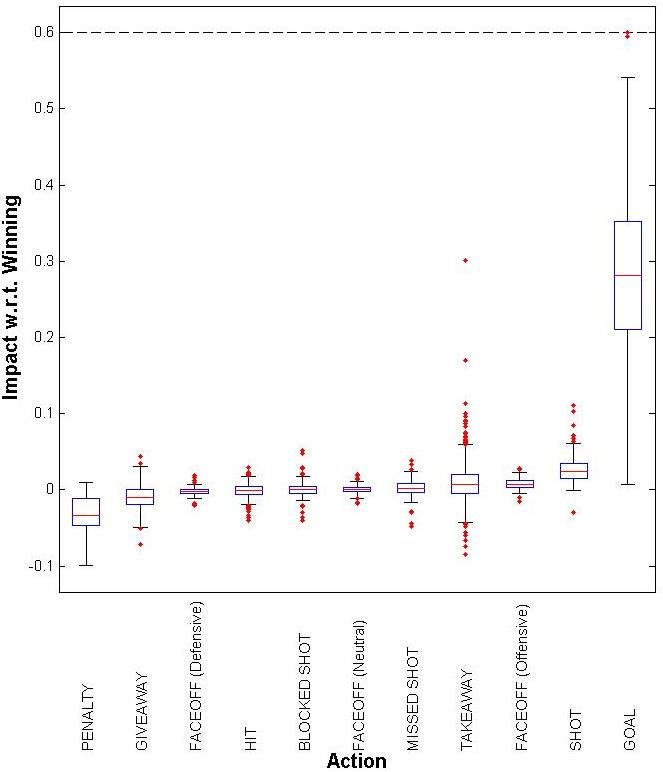 0.6
0.5
0.4
0.3
0.2
0.1
0
-0.1
Impact w.r.t. Winning
PENALTY
GIVEAWAY
FACEOFF (Defensive)
HIT
BLOCKED SHOT
FACEOFF (Neutral)
MISSED SHOT
TAKEAWAY
FACEOFF (Offensive)
SHOT
GOAL
Action